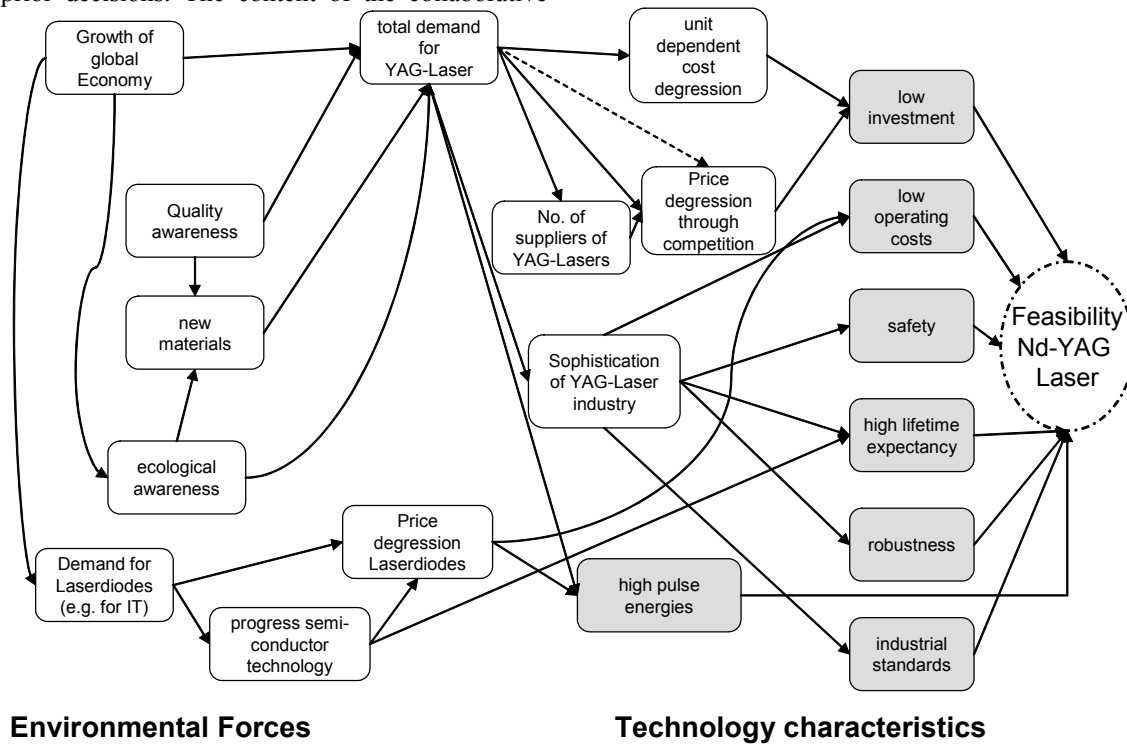 prior decisions. The content of the collaborative
Growth of
global
Economy
total demand
for
YAG-Laser
unit
dependent
cost
degression
low
investment
Quality
awareness
No. of
suppliers of
YAG-Lasers
Price
degression
through
competition
low
operating
costs
new
materials
safety
Feasibility
Nd-YAG
Laser
Sophistication
of YAG-Laser
industry
high lifetime
expectancy
ecological
awareness
Price
degression
Laserdiodes
robustness
Demand for
Laserdiodes
(e.g. for IT)
high pulse
energies
progress semi-
conductor
technology
industrial
standards
Environmental Forces
Technology characteristics